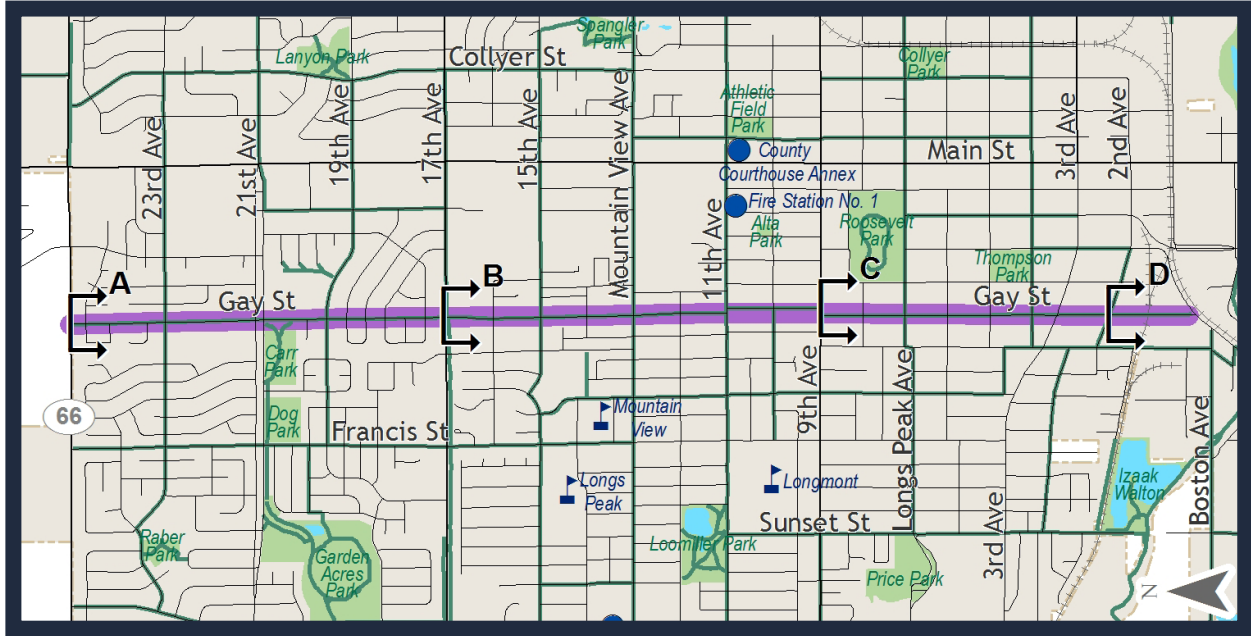 Spangler
Park
Lanyon Park
Collyer St
Collyer
Park
19th Ave
17th Ave
15th Ave
Mountain View Ave
Athletic
Field
Park
3rd Ave
2nd Ave
23rd Ave
21st Ave
County
Courthouse Annex
Main St
Fire Station No. 1
11th Ave
Alta
Park
Roosevelt
Park
Thompson
Park
A
B
C
D
Gay St
Gay St
Carr
Park
9th Ave
Longs Peak Ave
66
Dog
Park
Francis St
Mountain
View
Boston Ave
Longs
Peak
Longmont
Izaak
Walton
Sunset St
3rd Ave
Raber
Park
Garden
Acres
Park
Loomiller Park
Price Park
N